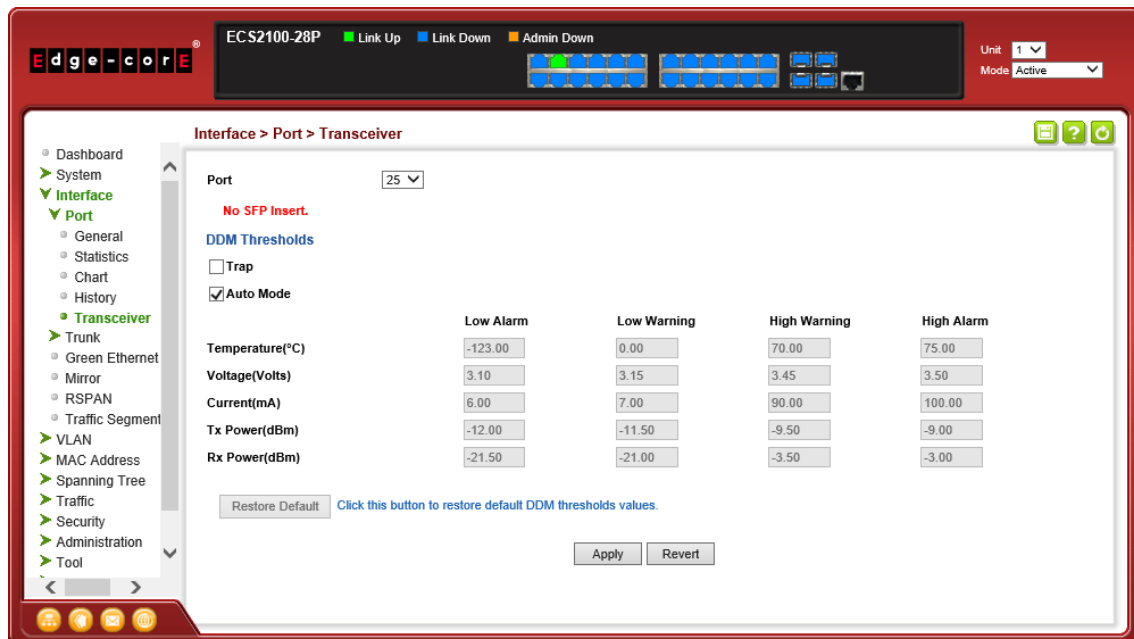 Edge-corE®
ECS2100-28P Link Up Link Down Admin Down
Unit 1
Mode Active
Interface > Port > Transceiver
Dashboard
System
Interface
Port
General
Statistics
Chart
History
Transceiver
Trunk
Green Ethernet
Mirror
RSPAN
Traffic Segment
VLAN
MAC Address
Spanning Tree
Traffic
Security
Administration
Tool
Port 25
No SFP Insert.
DDM Thresholds
Trap
Auto Mode
Low Alarm Low Warning High Warning High Alarm
Temperature(°C) -123.00 0.00 70.00 75.00
Voltage(Volts) 3.10 3.15 3.45 3.50
Current(mA) 6.00 7.00 90.00 100.00
Tx Power(dBm) -12.00 -11.50 -9.50 -9.00
Rx Power(dBm) -21.50 -21.00 -3.50 -3.00
Restore Default Click this button to restore default DDM thresholds values.
Apply Revert